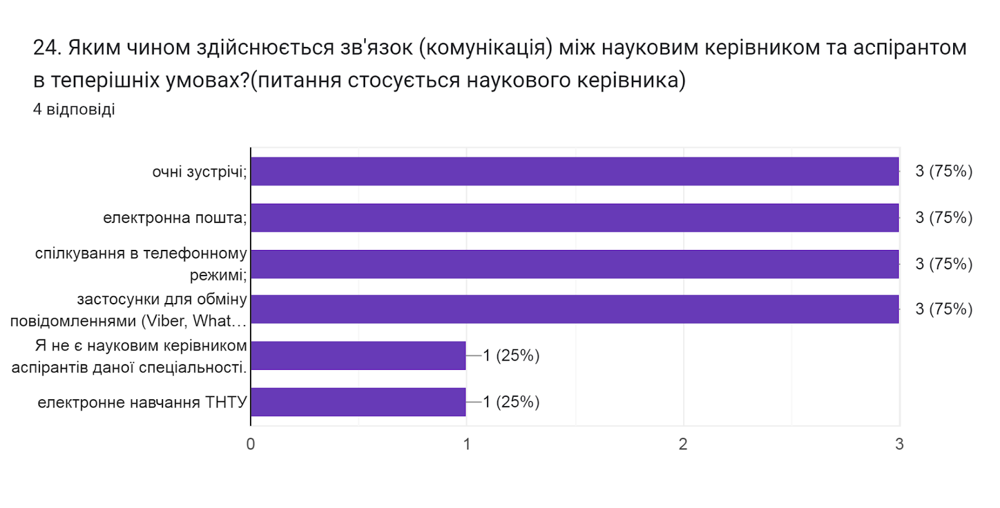 24. Яким чином здійснюється зв'язок (комунікація) між науковим керівником та аспірантом
в теперішніх умовах?(питання стосується наукового керівника)
4 відповіді
очні зустрічі;
3 (75%)
електронна пошта;
3 (75%)
спілкування в телефонному
режимі;
3 (75%)
застосунки для обміну
повідомленнями (Viber, What…
3 (75%)
Я не є науковим керівником
аспірантів даної спеціальності.
1 (25%)
електронне навчання ТНТУ
1 (25%)
0 1 2 3